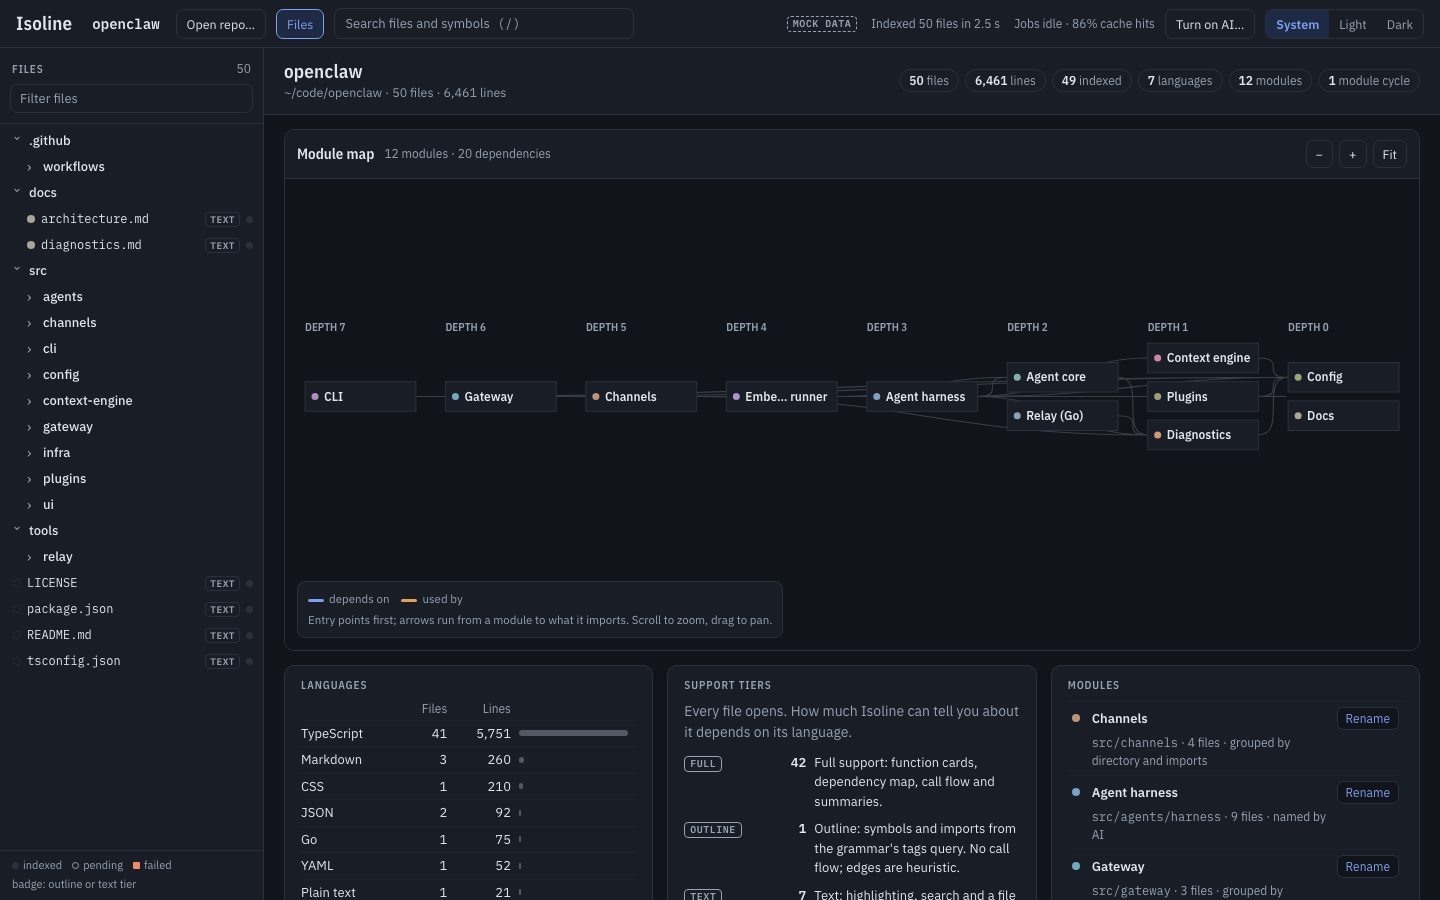 Isoline openclaw Open repo... Files Search files and symbols (/) MOCK DATA Indexed 50 files in 2.5 s Jobs idle · 86% cache hits Turn on AI... System Light Dark
FILES 50
Filter files
.github
workflows
docs
architecture.md TEXT
diagnostics.md TEXT
src
agents
channels
cli
config
context-engine
gateway
infra
plugins
ui
tools
relay
LICENSE TEXT
package.json TEXT
README.md TEXT
tsconfig.json TEXT
indexed pending failed
badge: outline or text tier
openclaw
~/code/openclaw · 50 files · 6,461 lines
50 files 6,461 lines 49 indexed 7 languages 12 modules 1 module cycle
Module map 12 modules · 20 dependencies
− + Fit
DEPTH 7 DEPTH 6 DEPTH 5 DEPTH 4 DEPTH 3 DEPTH 2 DEPTH 1 DEPTH 0
Context engine
Agent core Config
CLI Gateway Channels Embe... runner Agent harness Plugins
Relay (Go) Docs
Diagnostics
depends on used by
Entry points first; arrows run from a module to what it imports. Scroll to zoom, drag to pan.
LANGUAGES
Files Lines
TypeScript 41 5,751
Markdown 3 260
CSS 1 210
JSON 2 92
Go 1 75
YAML 1 52
Plain text 1 21
SUPPORT TIERS
Every file opens. How much Isoline can tell you about
it depends on its language.
FULL 42 Full support: function cards,
dependency map, call flow and
summaries.
OUTLINE 1 Outline: symbols and imports from
the grammar's tags query. No call
flow; edges are heuristic.
TEXT 7 Text: highlighting, search and a file
MODULES
Channels Rename
src/channels · 4 files · grouped by
directory and imports
Agent harness Rename
src/agents/harness · 9 files · named by
AI
Gateway Rename
src/gateway · 3 files · grouped by